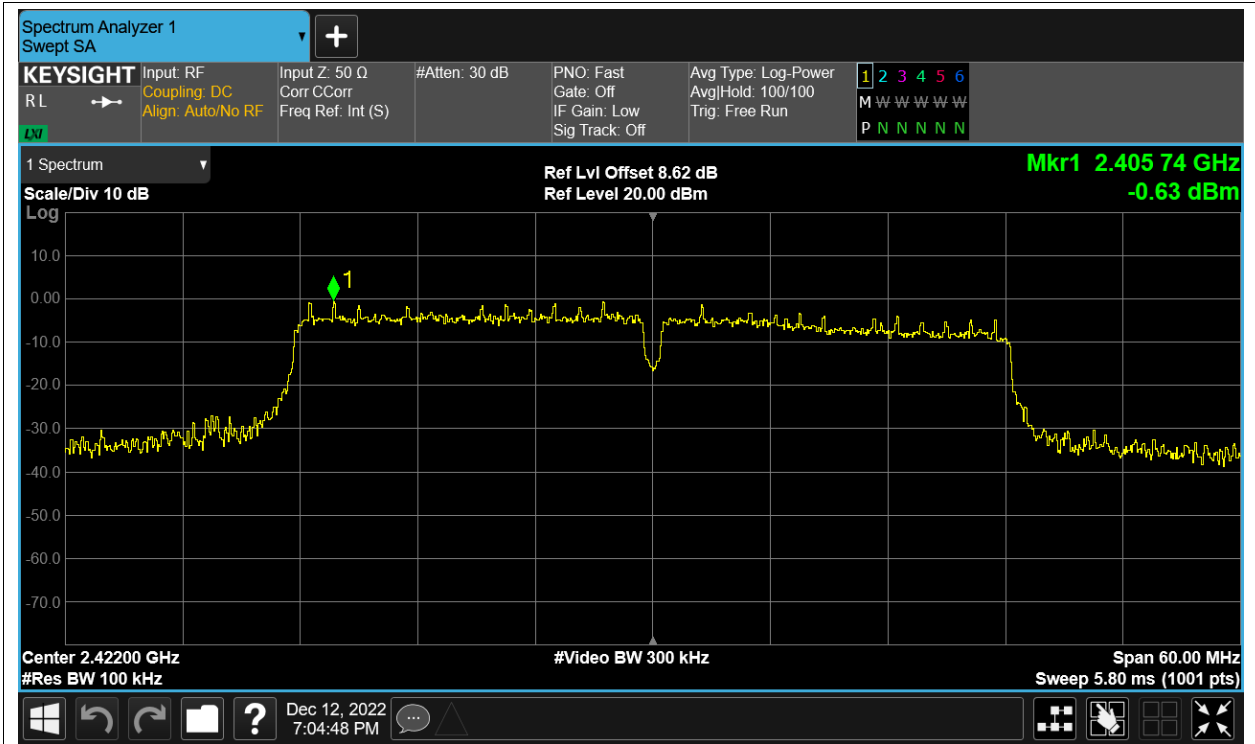 Spectrum Analyzer 1
Swept SA
KEYSIGHT
R L
LXI
Input: RF
Coupling: DC
Align: Auto/No RF
Input Z: 50 Ω
Corr CCorr
Freq Ref: Int (S)
#Atten: 30 dB
PNO: Fast
Gate: Off
IF Gain: Low
Sig Track: Off
Avg Type: Log-Power
Avg|Hold: 100/100
Trig: Free Run
1 2 3 4 5 6
M W W W W W
P N N N N N
1 Spectrum
Scale/Div 10 dB
Log
Ref Lvl Offset 8.62 dB
Ref Level 20.00 dBm
Mkr1 2.405 74 GHz
-0.63 dBm
1
10.0
0.00
-10.0
-20.0
-30.0
-40.0
-50.0
-60.0
-70.0
Center 2.42200 GHz
#Res BW 100 kHz
#Video BW 300 kHz
Span 60.00 MHz
Sweep 5.80 ms (1001 pts)
?
Dec 12, 2022
7:04:48 PM